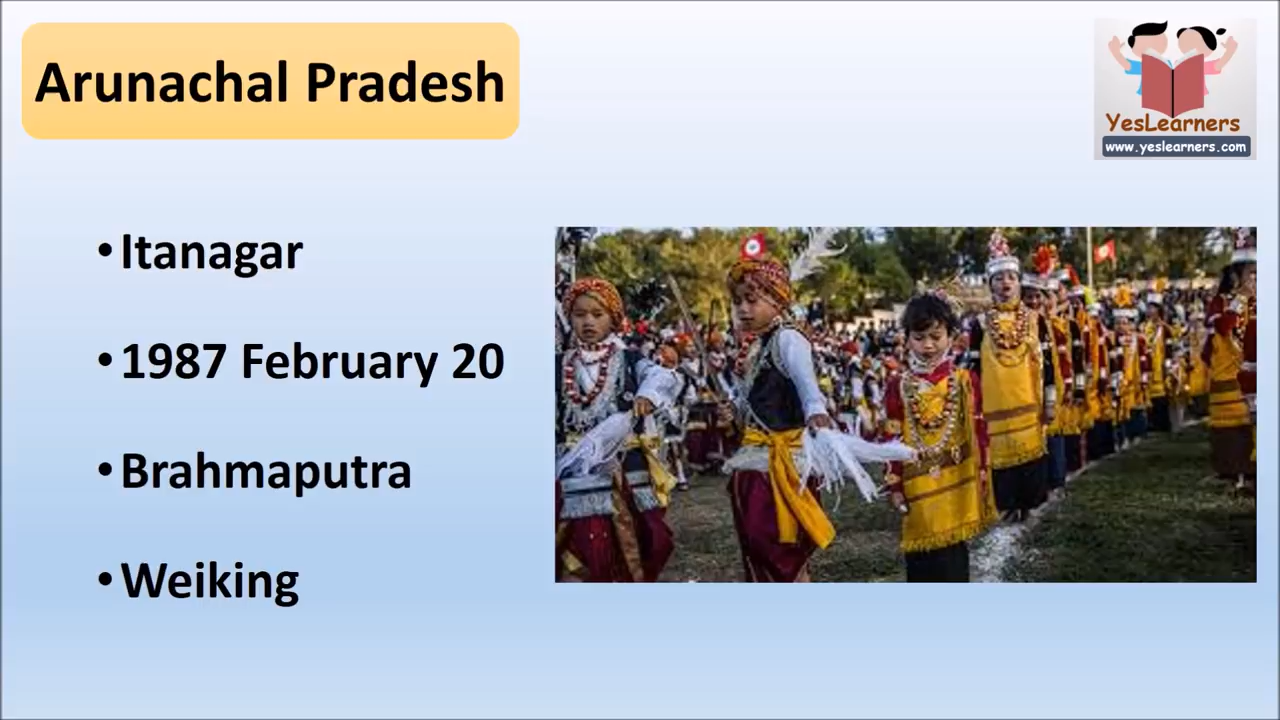 Arunachal Pradesh
YesLearners
www.yeslearners.com
•Itanagar
•1987 February 20
•Brahmaputra
•Weiking